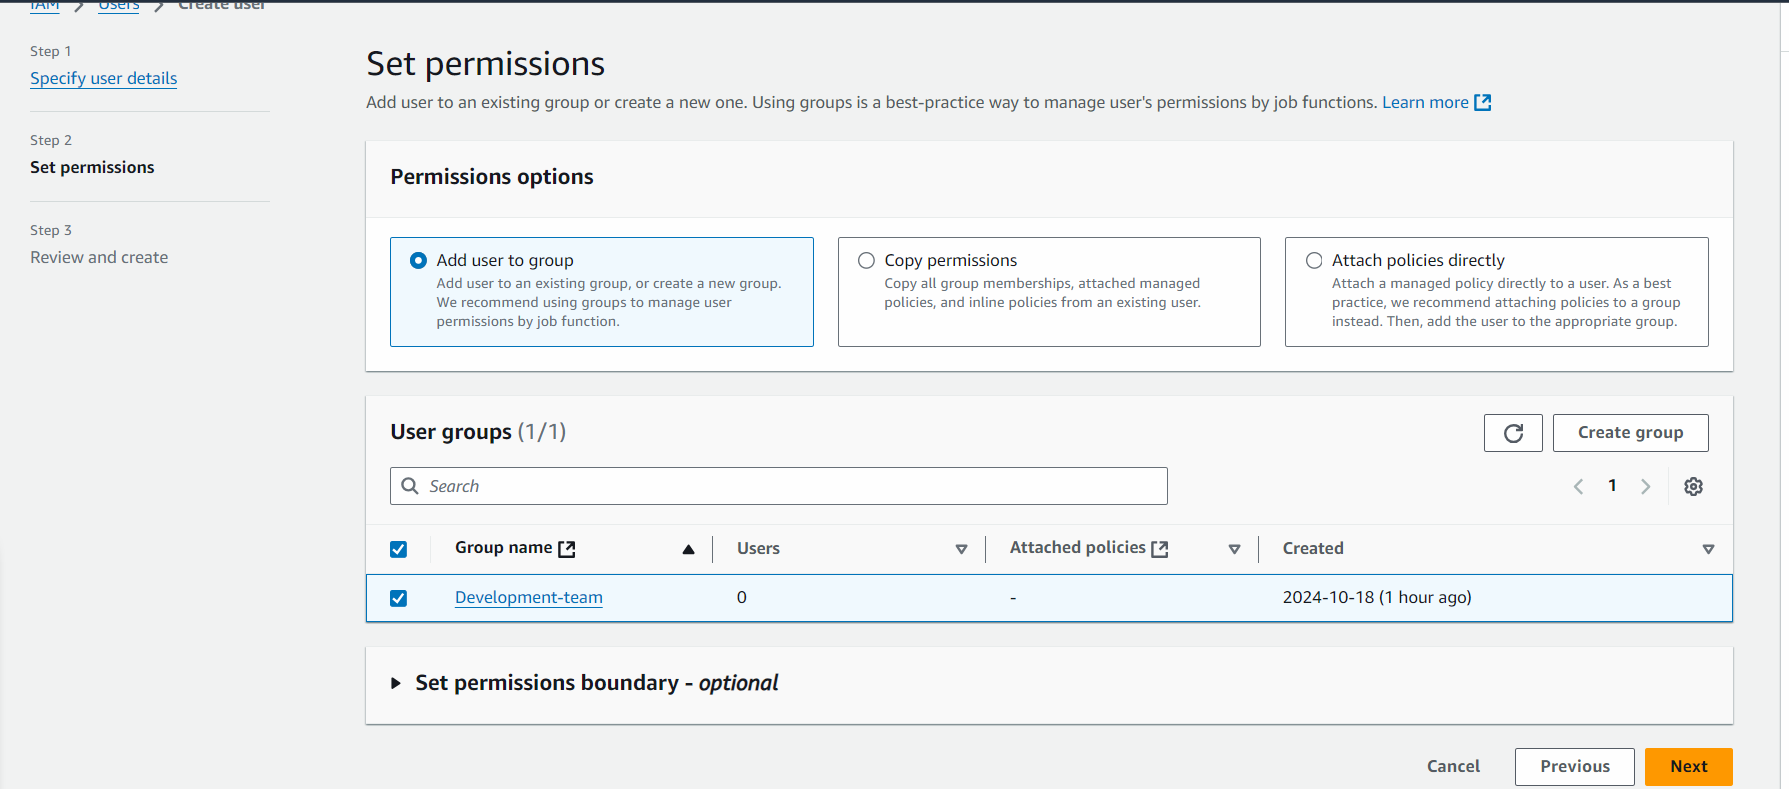 IAM > Users > Create user
Step 1
Specify user details
Step 2
Set permissions
Step 3
Review and create
Set permissions
Add user to an existing group or create a new one. Using groups is a best-practice way to manage user's permissions by job functions. Learn more
Permissions options
Add user to group
Add user to an existing group, or create a new group.
We recommend using groups to manage user
permissions by job function.
Copy permissions
Copy all group memberships, attached managed
policies, and inline policies from an existing user.
Attach policies directly
Attach a managed policy directly to a user. As a best
practice, we recommend attaching policies to a group
instead. Then, add the user to the appropriate group.
User groups (1/1)
Create group
Search
1
Group name Users Attached policies Created
Development-team 0 - 2024-10-18 (1 hour ago)
Set permissions boundary - optional
Cancel Previous Next